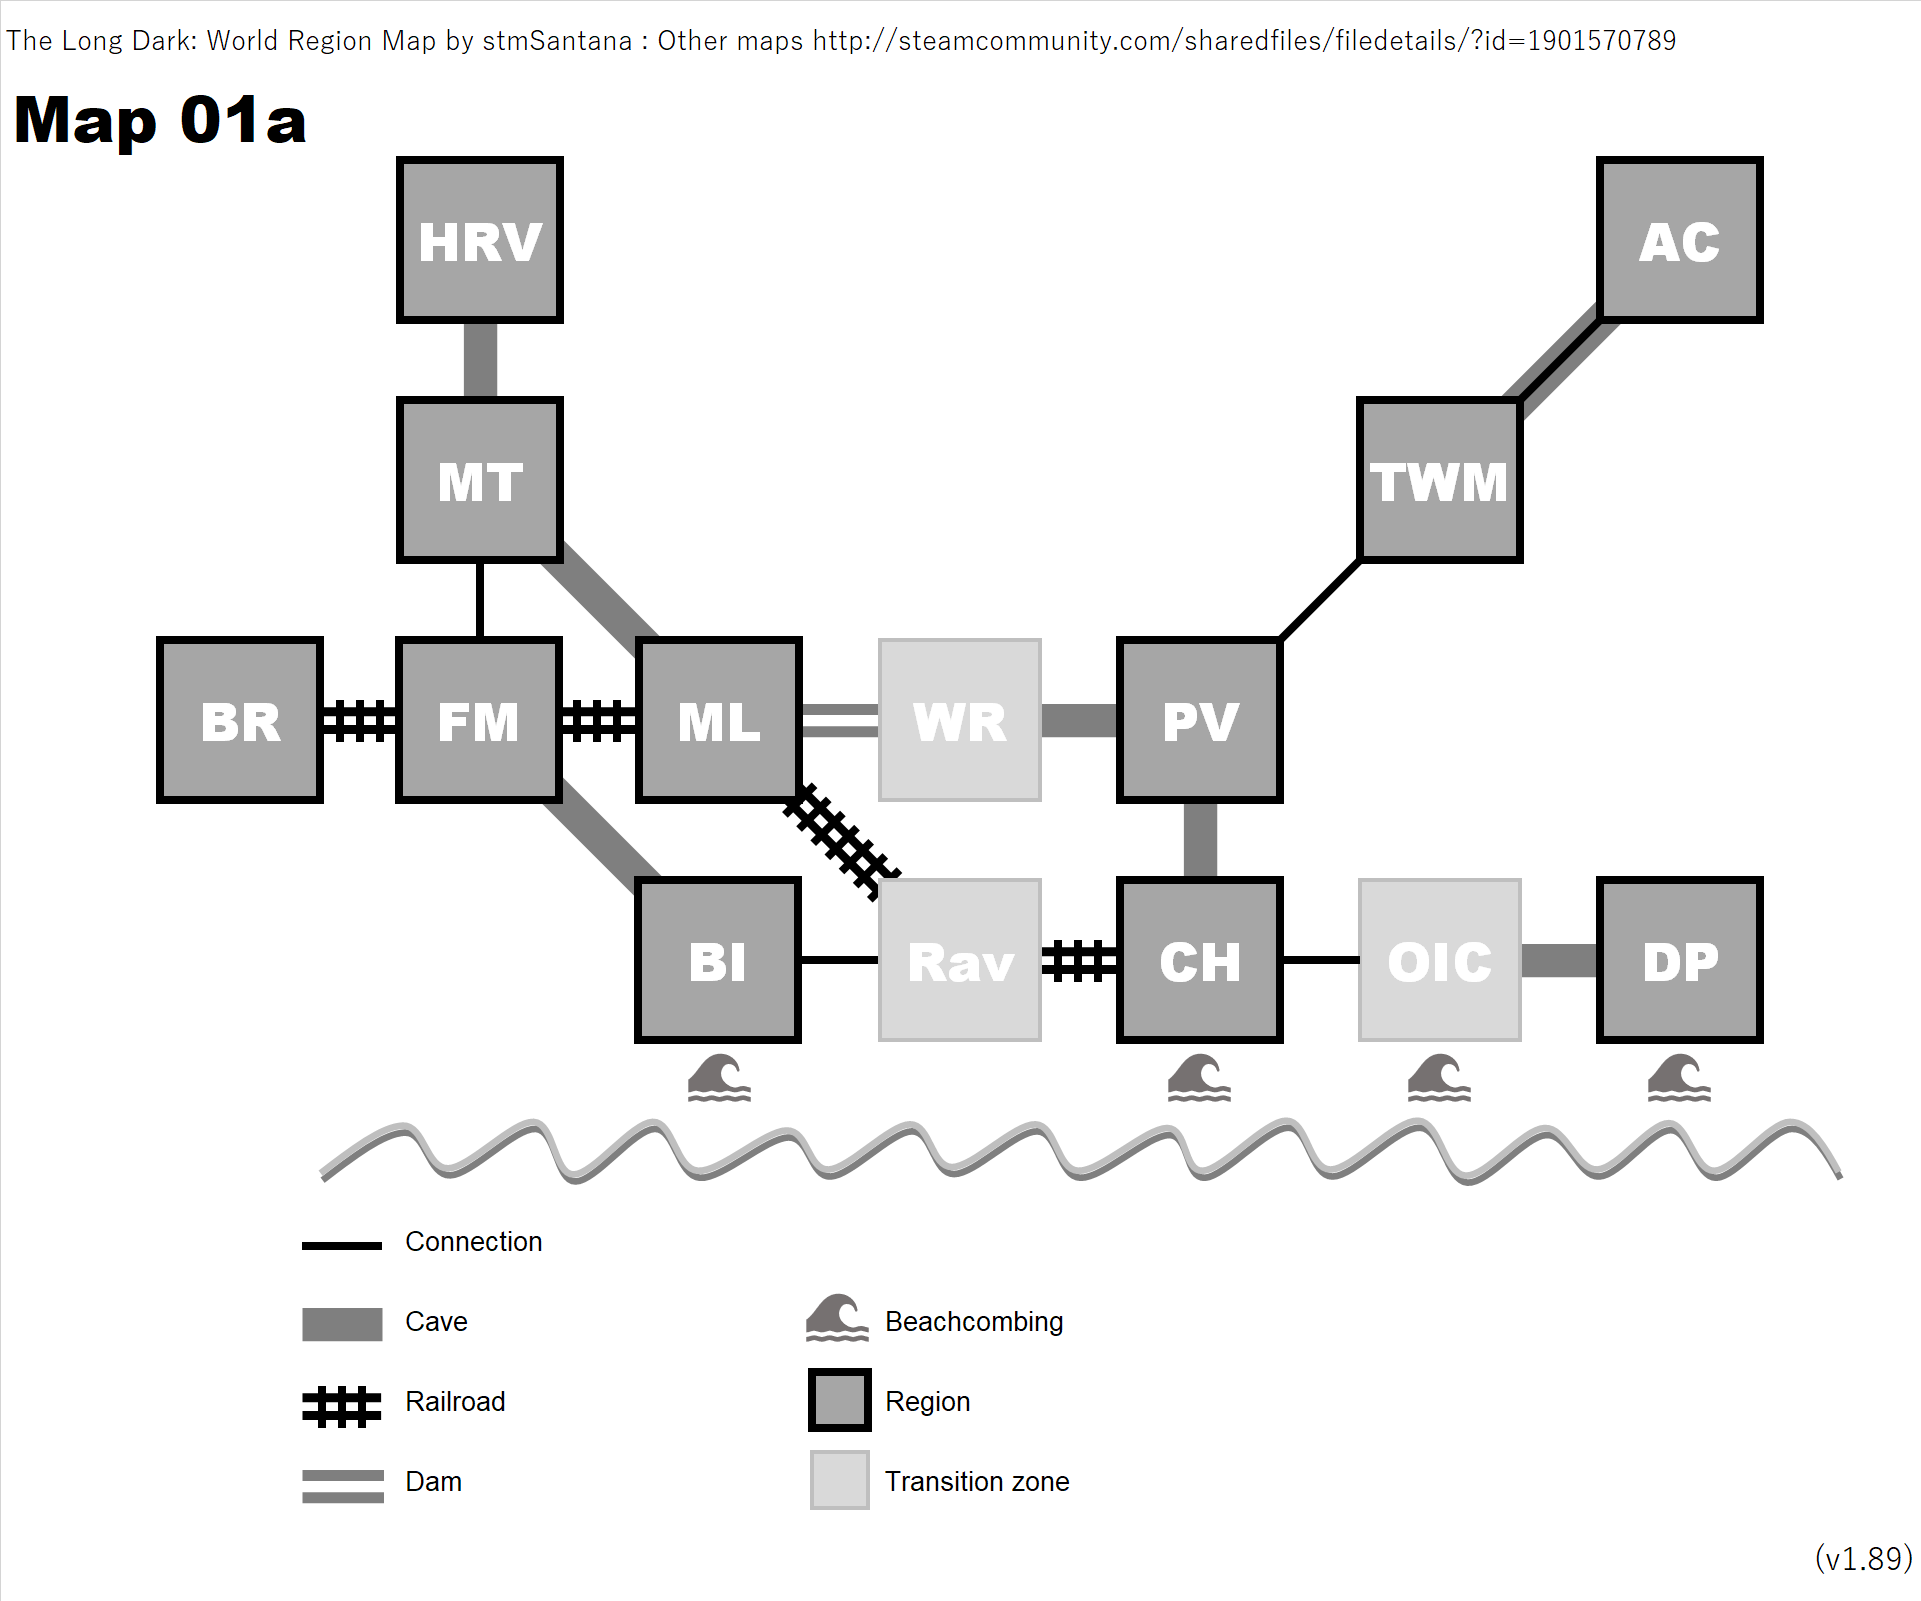 The Long Dark: World Region Map by stmSantana : Other maps http://steamcommunity.com/sharedfiles/filedetails/?id=1901570789
Map 01a
HRV
AC
MT
TWM
BR
FM
ML
WR
PV
BI
Rav
CH
OIC
DP
Connection
Cave
Beachcombing
Railroad
Region
Dam
Transition zone
(v1.89)